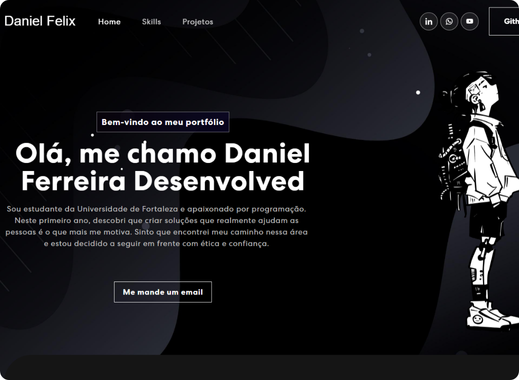 Daniel Felix
Home
Skills
Projetos
Gith
Bem-vindo ao meu portfólio
Olá, me chamo Daniel
Ferreira Desenvolved
Sou estudante da Universidade de Fortaleza e apaixonado por programação.
Neste primeiro ano, descobri que criar soluções que realmente ajudam as
pessoas é o que mais me motiva. Sinto que encontrei meu caminho nessa área
e estou decidido a seguir em frente com ética e confiança.
Me mande um email